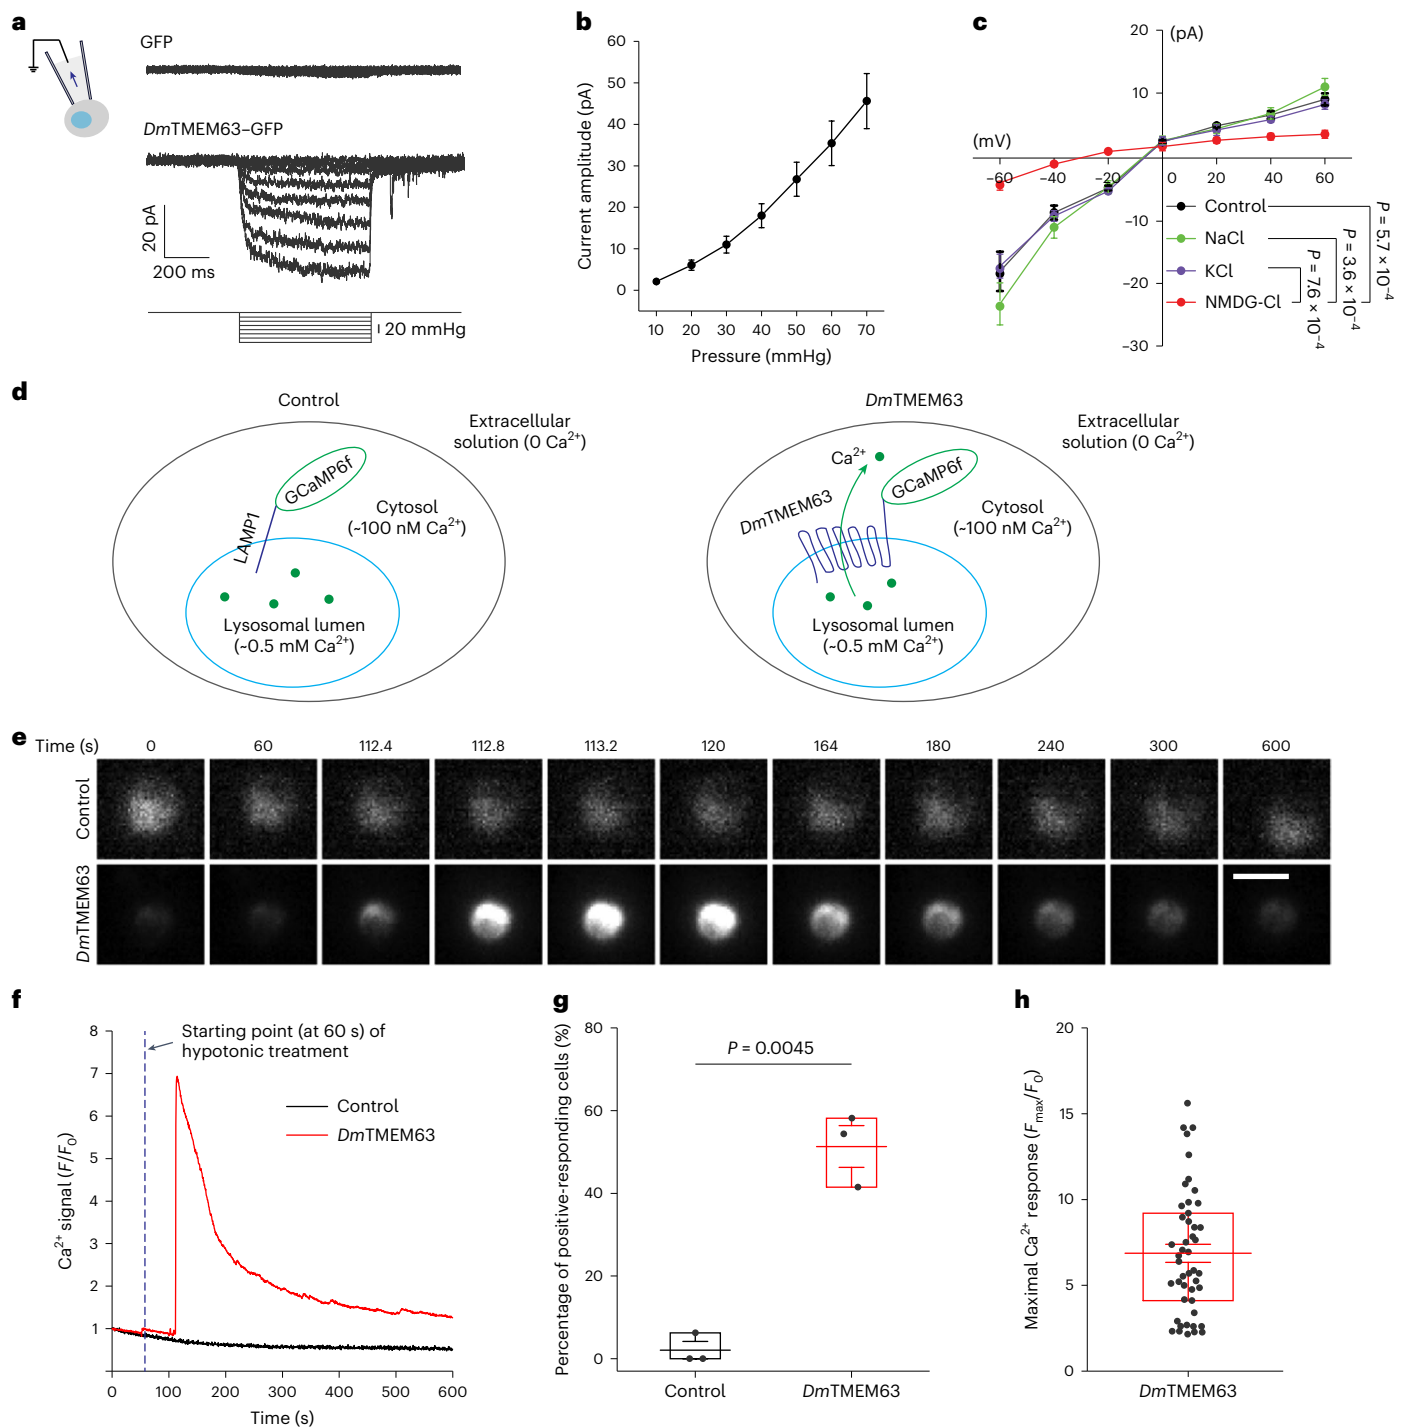 a
GFP
DmTMEM63–GFP
20 pA
200 ms
20 mmHg
b
Current amplitude (pA)
60
50
40
30
20
10
0
10 20 30 40 50 60 70
Pressure (mmHg)
c
(pA)
20
10
(mV)
-60 -40 -20 0 20 40 60
-10
-20
-30
Control
NaCl
KCl
NMDG-Cl
P = 7.6 × 10⁻⁴
P = 3.6 × 10⁻⁴
P = 5.7 × 10⁻⁴
d
Control
Extracellular
solution (0 Ca²⁺)
GCaMP6f
LAMP1
Cytosol
(~100 nM Ca²⁺)
Lysosomal lumen
(~0.5 mM Ca²⁺)
DmTMEM63
Extracellular
solution (0 Ca²⁺)
Ca²⁺
GCaMP6f
DmTMEM63
Cytosol
(~100 nM Ca²⁺)
Lysosomal lumen
(~0.5 mM Ca²⁺)
e
Time (s) 0 60 112.4 112.8 113.2 120 164 180 240 300 600
Control
DmTMEM63
f
Ca²⁺ signal (F/F₀)
8
7
6
5
4
3
2
1
Starting point (at 60 s) of
hypotonic treatment
Control
DmTMEM63
0 100 200 300 400 500 600
Time (s)
g
Percentage of positive-responding cells (%)
80
60
40
20
0
P = 0.0045
Control DmTMEM63
h
Maximal Ca²⁺ response (Fmax/F₀)
20
15
10
5
0
DmTMEM63